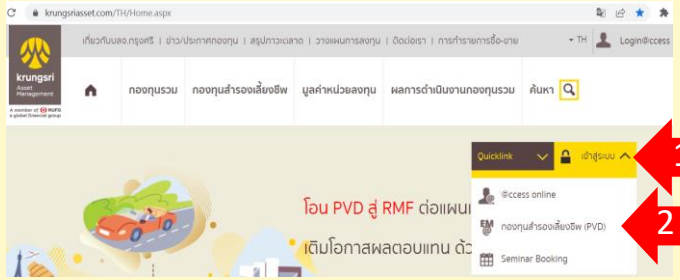 krungsriasset.com/TH/Home.aspx
เกี่ยวกับบลจ.กรุงศรี | ข่าว/ประกาศกองทุน | สรุปภาวะตลาด | วางแผนการลงทุน | ติดต่อเรา | การทำรายการซื้อ-ขาย
TH Login@ccess
krungsri
Asset
Management
A member of MUFG
a global financial group
กองทุนรวม กองทุนสำรองเลี้ยงชีพ มูลค่าหน่วยลงทุน ผลการดำเนินงานกองทุนรวม ค้นหา
Quicklink เข้าสู่ระบบ
1
@ccess online
โอน PVD สู่ RMF ต่อแผน
EM กองทุนสำรองเลี้ยงชีพ (PVD)
@
2
เติมโอกาสผลตอบแทน ด้ว
Seminar Booking